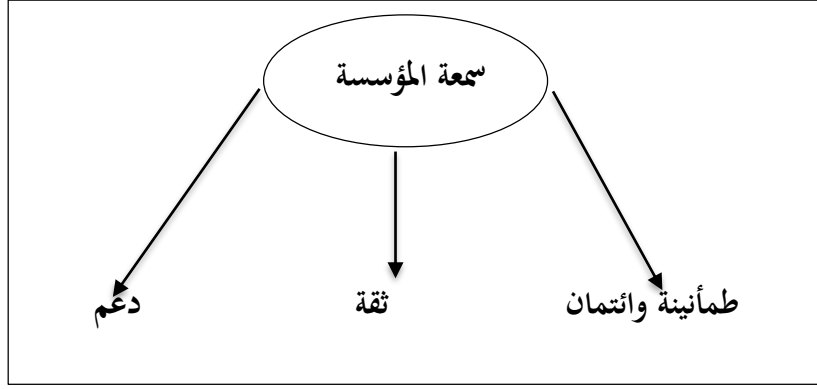 سمعة المؤسسة
طمأنينة وائتمان
ثقة
دعم